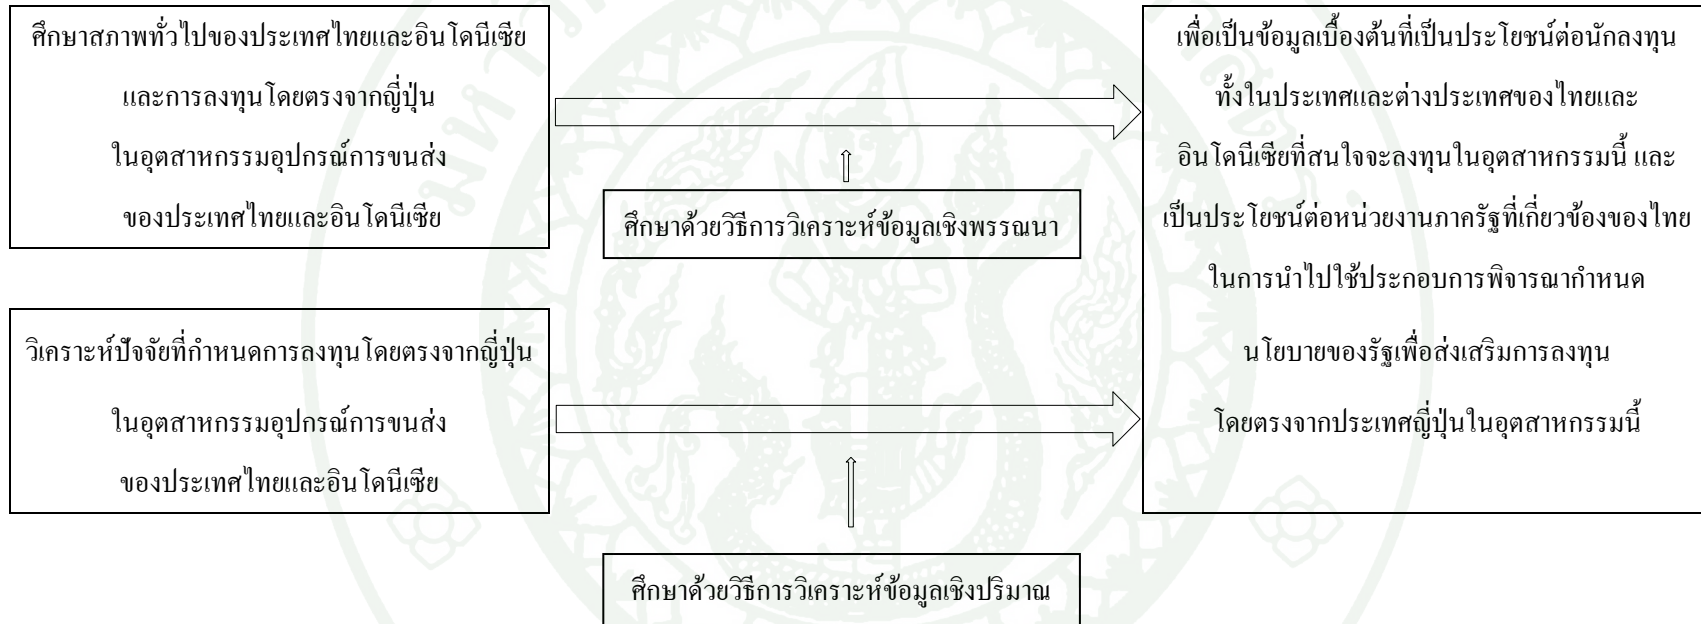 ศึกษาสภาพทั่วไปของประเทศไทยและอินโดนีเซีย
และการลงทุนโดยตรงจากญี่ปุ่น
ในอุตสาหกรรมอุปกรณ์การขนส่ง
ของประเทศไทยและอินโดนีเซีย
ศึกษาด้วยวิธีการวิเคราะห์ข้อมูลเชิงพรรณนา
วิเคราะห์ปัจจัยที่กำหนดการลงทุนโดยตรงจากญี่ปุ่น
ในอุตสาหกรรมอุปกรณ์การขนส่ง
ของประเทศไทยและอินโดนีเซีย
ศึกษาด้วยวิธีการวิเคราะห์ข้อมูลเชิงปริมาณ
เพื่อเป็นข้อมูลเบื้องต้นที่เป็นประโยชน์ต่อนักลงทุน
ทั้งในประเทศและต่างประเทศของไทยและ
อินโดนีเซียที่สนใจจะลงทุนในอุตสาหกรรมนี้ และ
เป็นประโยชน์ต่อหน่วยงานภาครัฐที่เกี่ยวข้องของไทย
ในการนำไปใช้ประกอบการพิจารณากำหนด
นโยบายของรัฐเพื่อส่งเสริมการลงทุน
โดยตรงจากประเทศญี่ปุ่นในอุตสาหกรรมนี้